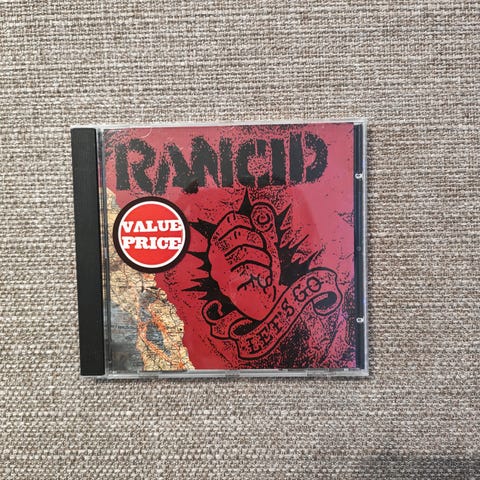 RANCID
VALUE
PRICE
LET'S GO